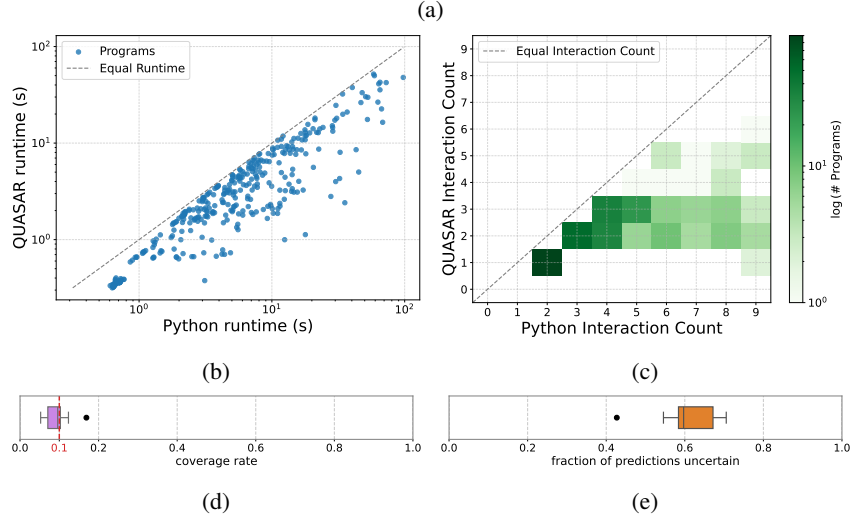 (a)
10²
10¹
10⁰
QUASAR runtime (s)
Programs
Equal Runtime
10⁰
10¹
10²
Python runtime (s)
9
8
7
6
5
4
3
2
1
0
QUASAR Interaction Count
Equal Interaction Count
0 1 2 3 4 5 6 7 8 9
Python Interaction Count
10¹
10⁰
log (# Programs)
(b)
(c)
0.0 0.1 0.2 0.4 0.6 0.8 1.0
coverage rate
0.0 0.2 0.4 0.6 0.8 1.0
fraction of predictions uncertain
(d)
(e)